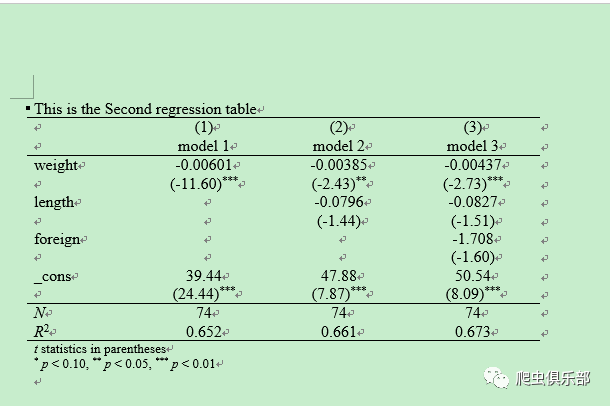 This is the Second regression table
(1) (2) (3)
model 1 model 2 model 3
weight -0.00601 -0.00385 -0.00437
(-11.60)*** (-2.43)** (-2.73)***
length -0.0796 -0.0827
(-1.44) (-1.51)
foreign -1.708
(-1.60)
_cons 39.44 47.88 50.54
(24.44)*** (7.87)*** (8.09)***
N 74 74 74
R² 0.652 0.661 0.673
t statistics in parentheses
* p < 0.10, ** p < 0.05, *** p < 0.01
爬虫俱乐部